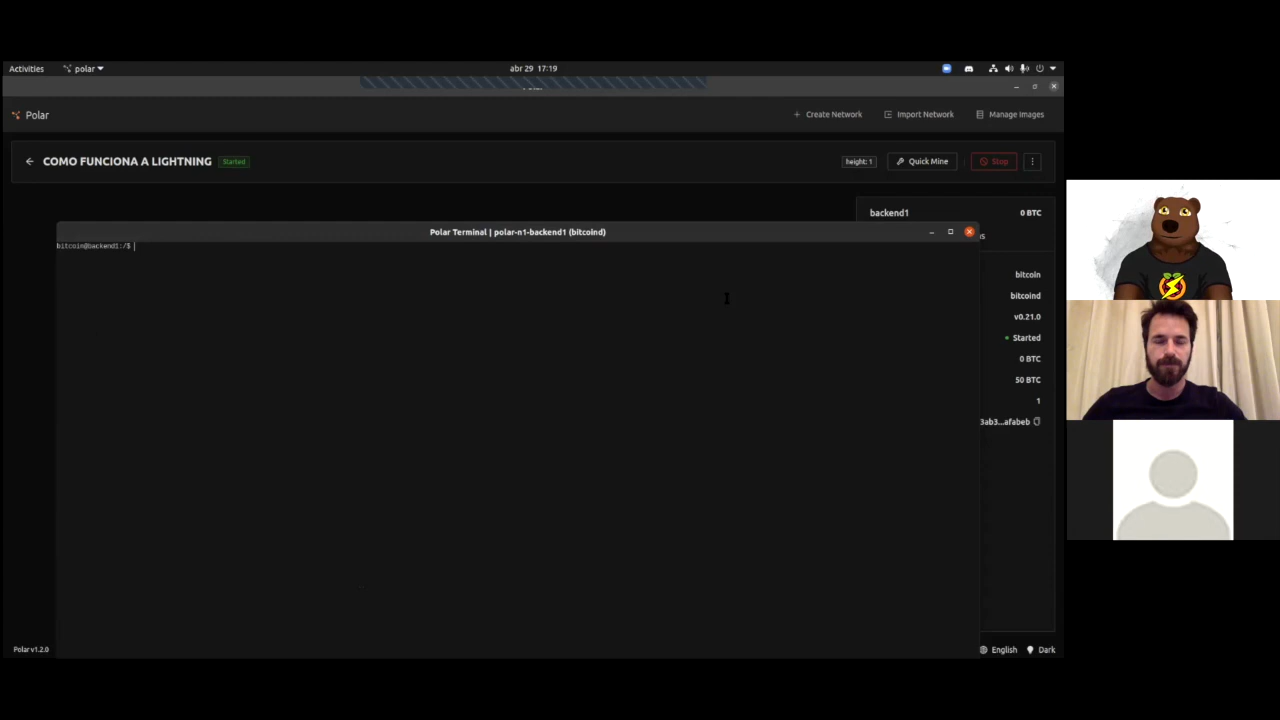 Activities
polar
abr 29 17:19
Polar
Create Network
Import Network
Manage Images
COMO FUNCIONA A LIGHTNING
Started
height: 1
Quick Mine
Stop
backend1
0 BTC
Polar Terminal | polar-n1-backend1 (bitcoind)
bitcoin@backend1:/$
bitcoin
bitcoind
v0.21.0
Started
0 BTC
50 BTC
1
3ab3...afabeb
Polar v1.2.0
English
Dark